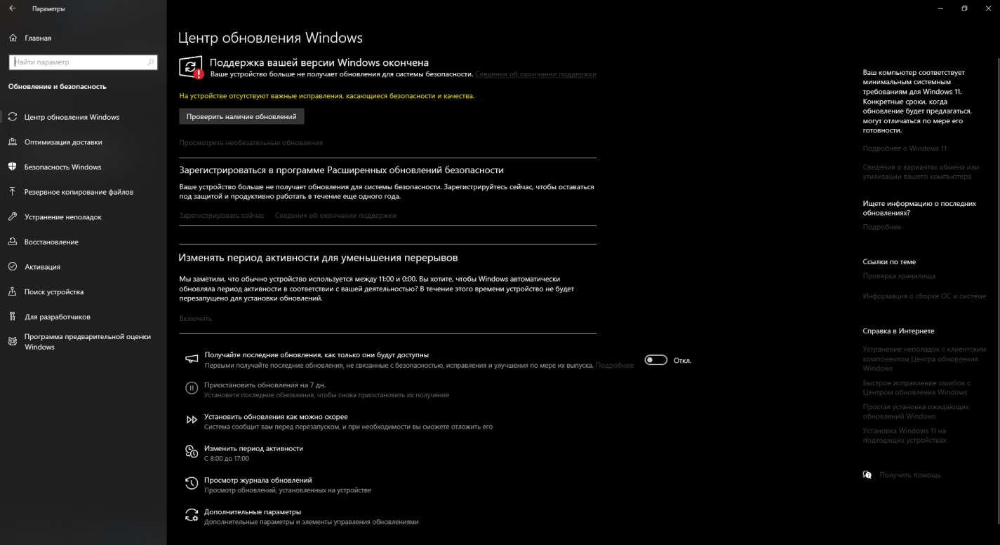 Параметры
Главная
Найти параметр
Обновление и безопасность
Центр обновления Windows
Оптимизация доставки
Безопасность Windows
Резервное копирование файлов
Устранение неполадок
Восстановление
Активация
Поиск устройства
Для разработчиков
Программа предварительной оценки
Windows
Центр обновления Windows
Поддержка вашей версии Windows окончена
Ваше устройство больше не получает обновления для системы безопасности. Сведения об окончании поддержки
На устройстве отсутствуют важные исправления, касающиеся безопасности и качества.
Проверить наличие обновлений
Просмотреть необязательные обновления
Зарегистрироваться в программе Расширенных обновлений безопасности
Ваше устройство больше не получает обновления для системы безопасности. Зарегистрируйтесь сейчас, чтобы оставаться
под защитой и продуктивно работать в течение еще одного года.
Зарегистрировать сейчас Сведения об окончании поддержки
Изменять период активности для уменьшения перерывов
Мы заметили, что обычно устройство используется между 11:00 и 0:00. Вы хотите, чтобы Windows автоматически
обновляла период активности в соответствии с вашей деятельностью? В течение этого времени устройство не будет
перезапущено для установки обновлений.
Включить
Получайте последние обновления, как только они будут доступны
Первыми получайте последние обновления, не связанные с безопасностью, исправления и улучшения по мере их выпуска. Подробнее
Откл.
Приостановить обновления на 7 дн.
Установите последние обновления, чтобы снова приостановить их получение
Установить обновления как можно скорее
Система сообщит вам перед перезапуском, и при необходимости вы сможете отложить его
Изменить период активности
С 8:00 до 17:00
Просмотр журнала обновлений
Просмотр обновлений, установленных на устройстве
Дополнительные параметры
Дополнительные параметры и элементы управления обновлениями
Ваш компьютер соответствует
минимальным системным
требованиям для Windows 11.
Конкретные сроки, когда
обновление будет предлагаться,
могут отличаться по мере его
готовности.
Подробнее о Windows 11
Сведения о вариантах обмена или
утилизации вашего компьютера
Ищете информацию о последних
обновлениях?
Подробнее
Ссылки по теме
Проверка хранилища
Информация о сборке ОС и системе
Справка в Интернете
Устранение неполадок с клиентским
компонентом Центра обновления
Windows
Быстрое исправление ошибок с
Центром обновления Windows
Простая установка ожидающих
обновлений Windows
Установка Windows 11 на
подходящих устройствах
Получить помощь